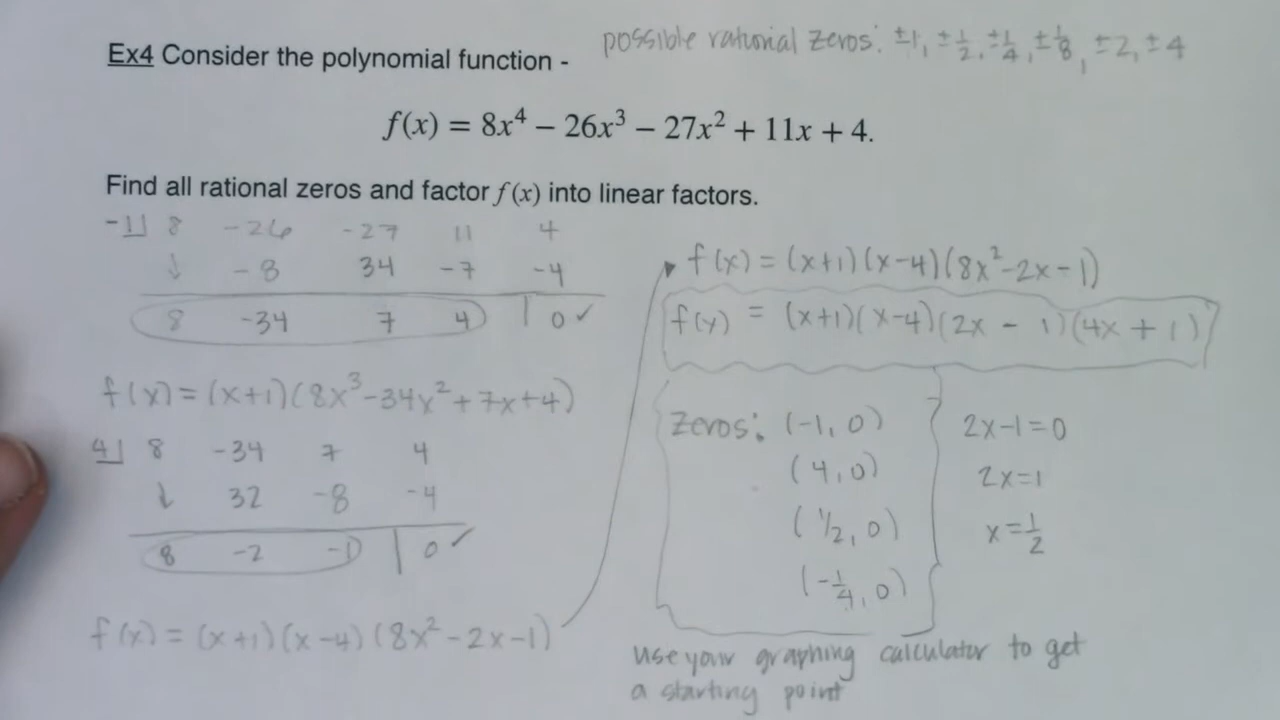 Ex4 Consider the polynomial function -
possible rational zeros: ±1, ±1/2, ±1/4, ±1/8, ±2, ±4
f(x) = 8x⁴ − 26x³ − 27x² + 11x + 4.
Find all rational zeros and factor f(x) into linear factors.
-1| 8 -26 -27 11 4
↓ -8 34 -7 -4
8 -34 7 4 | 0 ✓
f(x) = (x+1)(8x³-34x²+7x+4)
4| 8 -34 7 4
↓ 32 -8 -4
8 -2 -1 | 0 ✓
f(x) = (x+1)(x-4)(8x²-2x-1)
f(x) = (x+1)(x-4)(8x²-2x-1)
f(x) = (x+1)(x-4)(2x - 1)(4x + 1)
Zeros: (-1, 0)
(4, 0)
(1/2, 0)
(-1/4, 0)
2x-1=0
2x=1
x=1/2
use your graphing calculator to get
a starting point